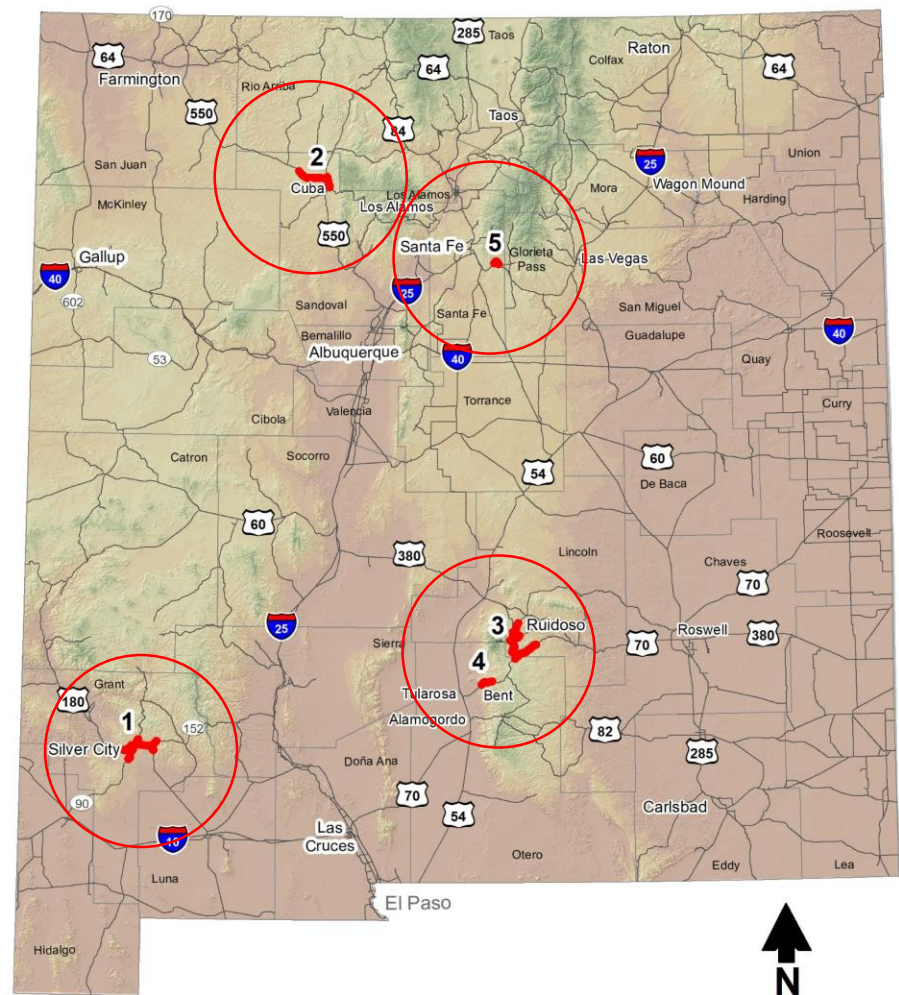 170
285
Taos
64
Colfax
Raton
64
64
Farmington
Rio Arriba
550
84
Taos
2
25
Union
San Juan
Cuba
Los Alamos
Mora
Wagon Mound
McKinley
Los Alamos
Harding
550
5
Santa Fe
Glorieta
Pass
Las Vegas
Gallup
40
25
602
Sandoval
Santa Fe
San Miguel
Bernalillo
Guadalupe
40
Albuquerque
40
53
Quay
Torrance
Curry
Cibola
Valencia
Catron
Socorro
60
54
De Baca
60
Roosevelt
380
Lincoln
Chaves
70
25
3
Ruidoso
Roswell
380
Sierra
70
4
Grant
Tularosa
Bent
180
1
152
Alamogordo
82
Silver City
285
Doña Ana
90
70
Carlsbad
54
Las
Cruces
10
Otero
Eddy
Lea
Luna
El Paso
Hidalgo
N